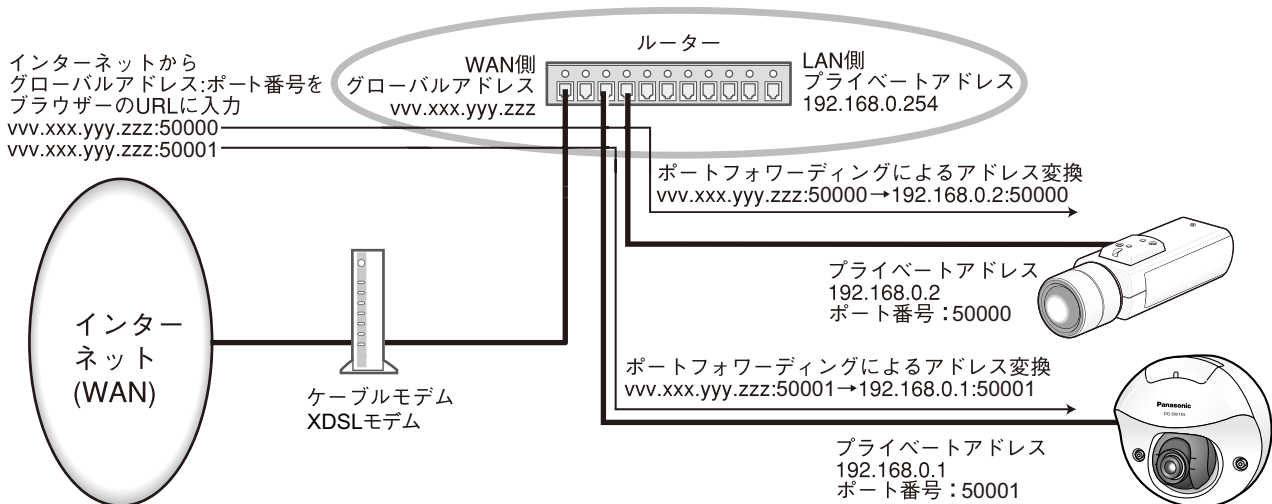 ルーター
インターネットから
グローバルアドレス:ポート番号を
ブラウザーのURLに入力
vvv.xxx.yyy.zzz:50000
vvv.xxx.yyy.zzz:50001
WAN側
グローバルアドレス
vvv.xxx.yyy.zzz
LAN側
プライベートアドレス
192.168.0.254
ポートフォワーディングによるアドレス変換
vvv.xxx.yyy.zzz:50000→192.168.0.2:50000
プライベートアドレス
192.168.0.2
ポート番号：50000
インター
ネット
(WAN)
ケーブルモデム
XDSLモデム
ポートフォワーディングによるアドレス変換
vvv.xxx.yyy.zzz:50001→192.168.0.1:50001
Panasonic
プライベートアドレス
192.168.0.1
ポート番号：50001